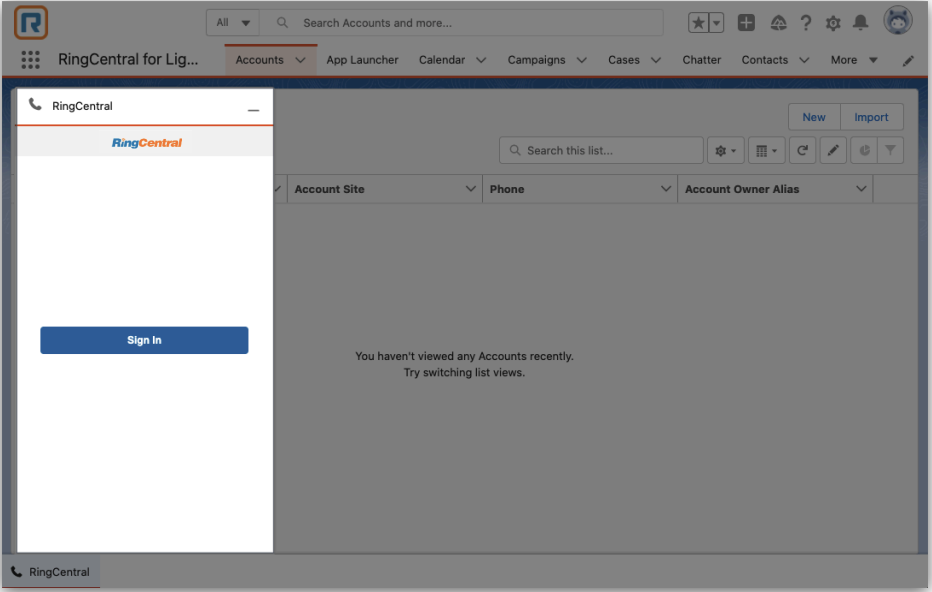 R
All
Search Accounts and more...
RingCentral for Lig...
Accounts
App Launcher
Calendar
Campaigns
Cases
Chatter
Contacts
More
RingCentral
RingCentral
Sign In
New
Import
Search this list...
Account Site
Phone
Account Owner Alias
You haven't viewed any Accounts recently.
Try switching list views.
RingCentral